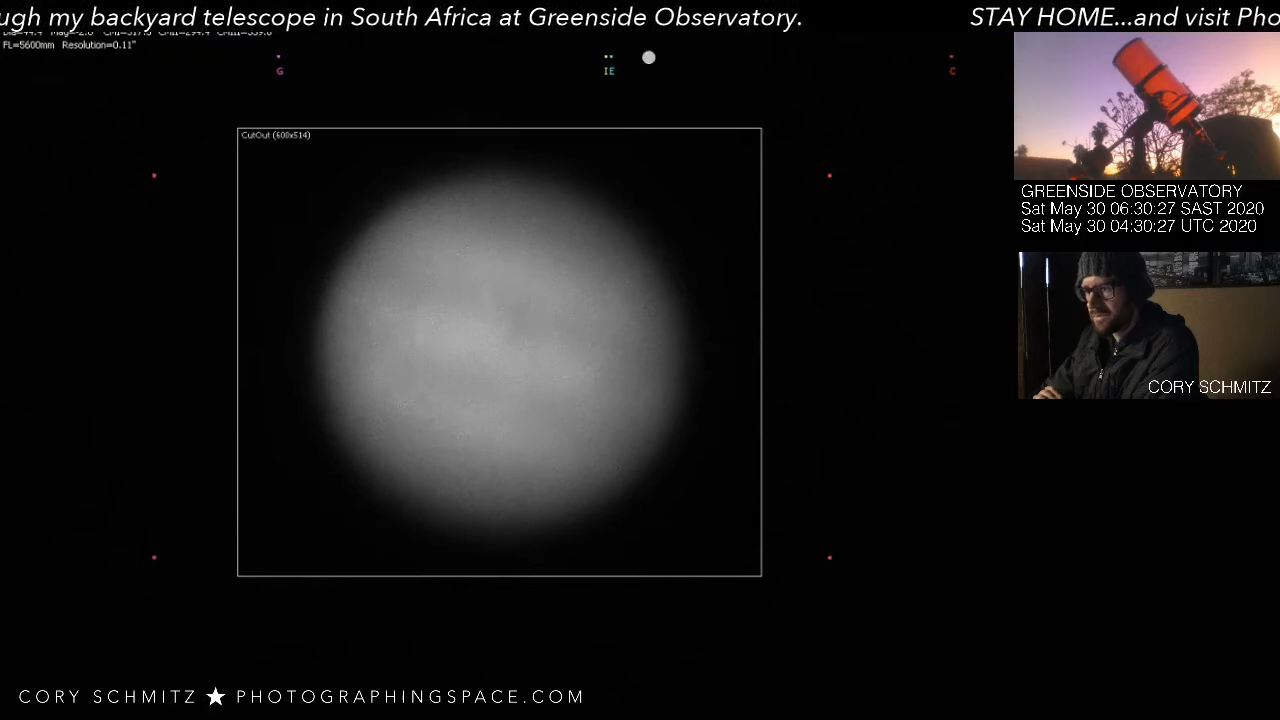 ugh my backyard telescope in South Africa at Greenside Observatory.
STAY HOME...and visit Pho
FL=5600mm Resolution=0.11"
G
IE
C
CutOut (600x514)
GREENSIDE OBSERVATORY
Sat May 30 06:30:27 SAST 2020
Sat May 30 04:30:27 UTC 2020
CORY SCHMITZ
CORY SCHMITZ ★ PHOTOGRAPHINGSPACE.COM